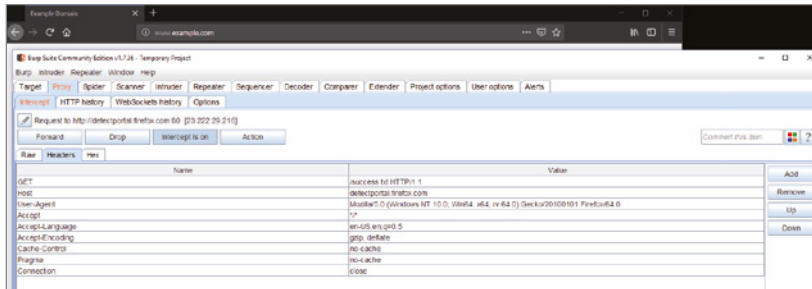 Example Domain
www.example.com
Burp Suite Community Edition v1.7.36 - Temporary Project
Burp Intruder Repeater Window Help
Target Proxy Spider Scanner Intruder Repeater Sequencer Decoder Comparer Extender Project options User options Alerts
Intercept HTTP history WebSockets history Options
Request to http://detectportal.firefox.com:80 [23.222.29.216]
Forward Drop Intercept is on Action Comment this item ?
Raw Headers Hex
Name Value
GET /success.txt HTTP/1.1
Host detectportal.firefox.com
User-Agent Mozilla/5.0 (Windows NT 10.0; Win64; x64; rv:64.0) Gecko/20100101 Firefox/64.0
Accept */*
Accept-Language en-US,en;q=0.5
Accept-Encoding gzip, deflate
Cache-Control no-cache
Pragma no-cache
Connection close
Add
Remove
Up
Down